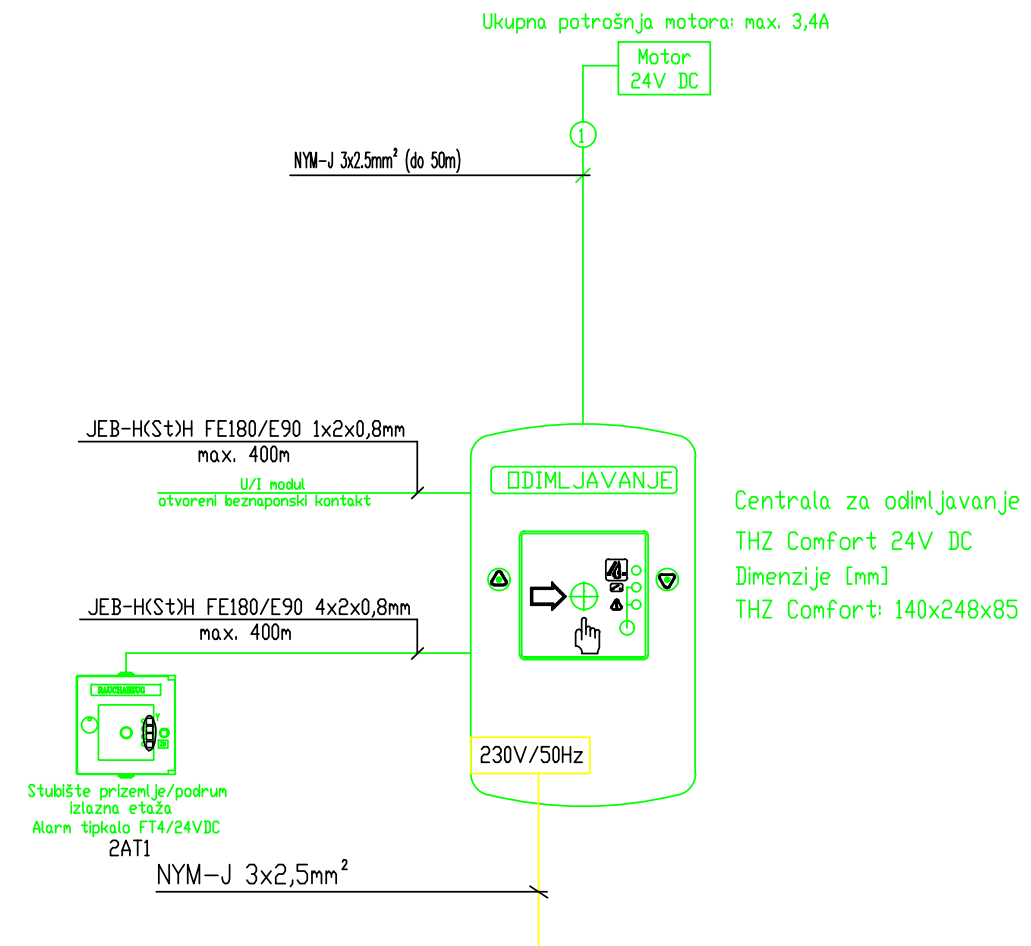 Ukupna potrošnja motora: max. 3,4A
Motor
24V DC
1
NYM-J 3x2.5mm² (do 50m)
JEB-H(St)H FE180/E90 1x2x0,8mm
max. 400m
U/I modul
otvoreni beznaponski kontakt
ODIMLJAVANJE
Centrala za odimljavanje
THZ Comfort 24V DC
Dimenzije [mm]
THZ Comfort: 140x248x85
JEB-H(St)H FE180/E90 4x2x0,8mm
max. 400m
RAUCHABZUG
230V/50Hz
Stubište prizemlje/podrum
izlazna etaža
Alarm tipkalo FT4/24VDC
2AT1
NYM-J 3x2,5mm²